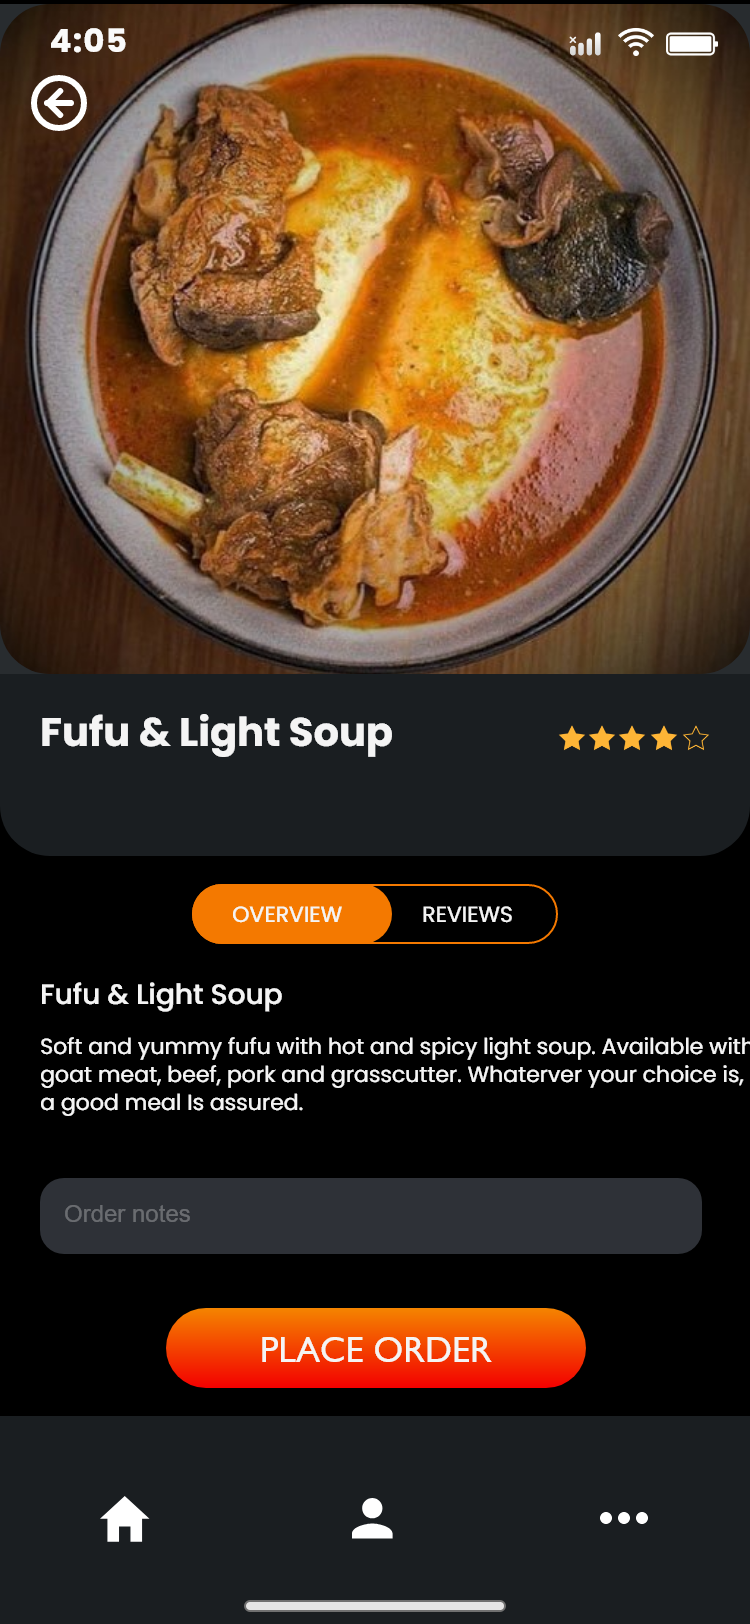 4:05
Fufu & Light Soup
OVERVIEW
REVIEWS
Fufu & Light Soup
Soft and yummy fufu with hot and spicy light soup. Available with
goat meat, beef, pork and grasscutter. Whaterver your choice is,
a good meal Is assured.
Order notes
PLACE ORDER